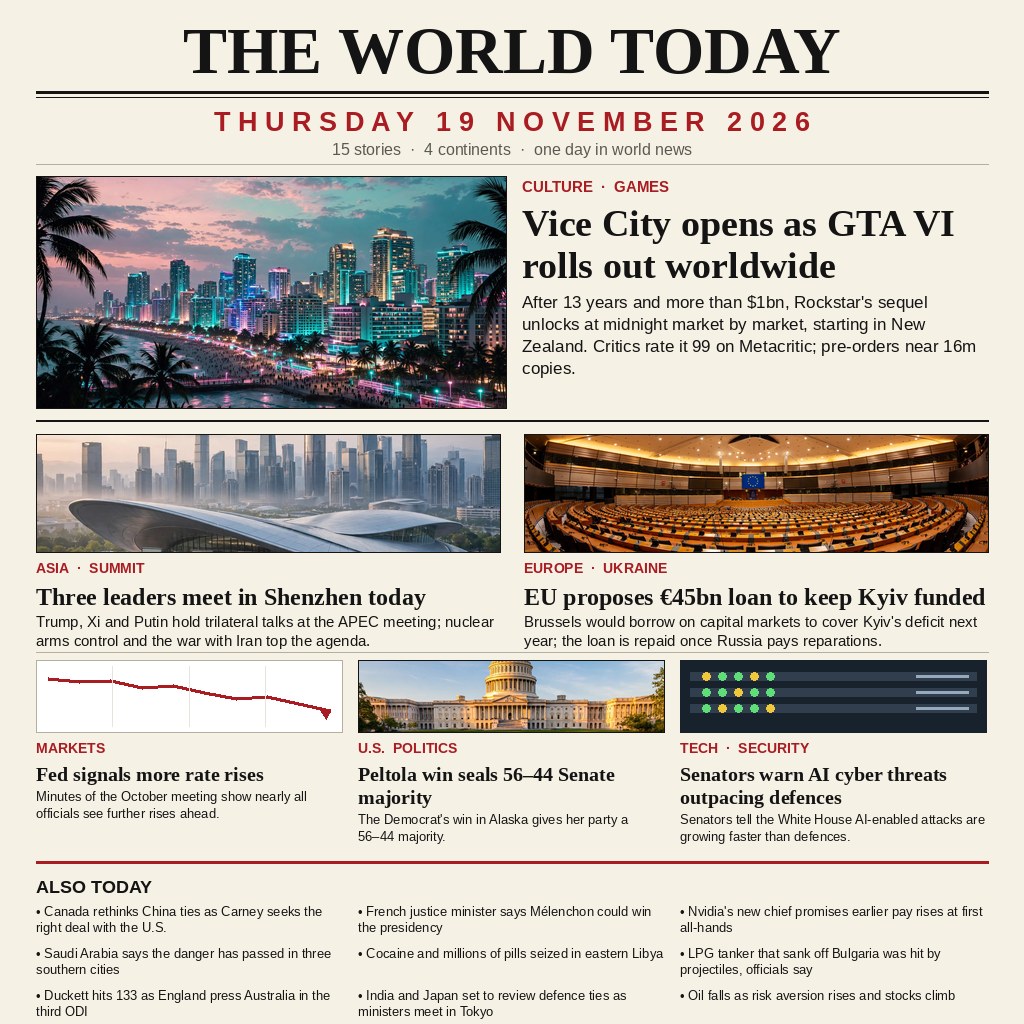 THE WORLD TODAY
THURSDAY 19 NOVEMBER 2026
15 stories · 4 continents · one day in world news
CULTURE · GAMES
Vice City opens as GTA VI
rolls out worldwide
After 13 years and more than $1bn, Rockstar's sequel
unlocks at midnight market by market, starting in New
Zealand. Critics rate it 99 on Metacritic; pre-orders near 16m
copies.
ASIA · SUMMIT
Three leaders meet in Shenzhen today
Trump, Xi and Putin hold trilateral talks at the APEC meeting; nuclear
arms control and the war with Iran top the agenda.
EUROPE · UKRAINE
EU proposes €45bn loan to keep Kyiv funded
Brussels would borrow on capital markets to cover Kyiv's deficit next
year; the loan is repaid once Russia pays reparations.
MARKETS
Fed signals more rate rises
Minutes of the October meeting show nearly all
officials see further rises ahead.
U.S. POLITICS
Peltola win seals 56–44 Senate
majority
The Democrat's win in Alaska gives her party a
56–44 majority.
TECH · SECURITY
Senators warn AI cyber threats
outpacing defences
Senators tell the White House AI-enabled attacks are
growing faster than defences.
ALSO TODAY
• Canada rethinks China ties as Carney seeks the
right deal with the U.S.
• Saudi Arabia says the danger has passed in three
southern cities
• Duckett hits 133 as England press Australia in the
third ODI
• French justice minister says Mélenchon could win
the presidency
• Cocaine and millions of pills seized in eastern Libya
• India and Japan set to review defence ties as
ministers meet in Tokyo
• Nvidia's new chief promises earlier pay rises at first
all-hands
• LPG tanker that sank off Bulgaria was hit by
projectiles, officials say
• Oil falls as risk aversion rises and stocks climb